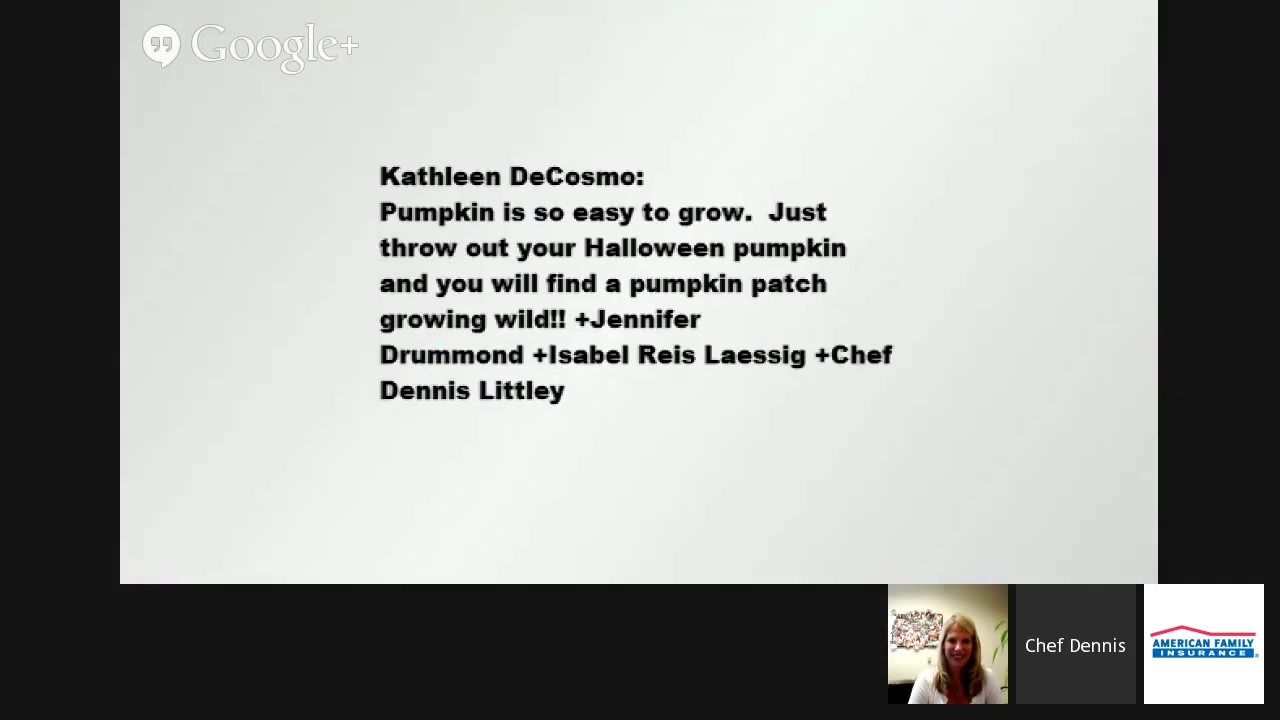 Google+
Kathleen DeCosmo:
Pumpkin is so easy to grow.  Just
throw out your Halloween pumpkin
and you will find a pumpkin patch
growing wild!! +Jennifer
Drummond +Isabel Reis Laessig +Chef
Dennis Littley
Chef Dennis
AMERICAN FAMILY
INSURANCE®